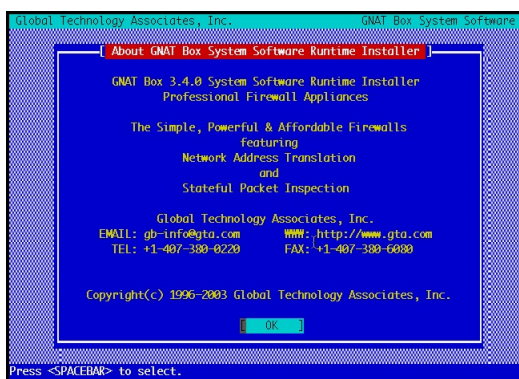 Global Technology Associates, Inc. GNAT Box System Software
[ About GNAT Box System Software Runtime Installer ]
GNAT Box 3.4.0 System Software Runtime Installer
Professional Firewall Appliances
The Simple, Powerful & Affordable Firewalls
featuring
Network Address Translation
and
Stateful Packet Inspection
Global Technology Associates, Inc.
EMAIL: gb-info@gta.com WWW: http://www.gta.com
TEL: +1-407-380-0220 FAX: +1-407-380-6080
Copyright(c) 1996-2003 Global Technology Associates, Inc.
[ OK ]
Press <SPACEBAR> to select.